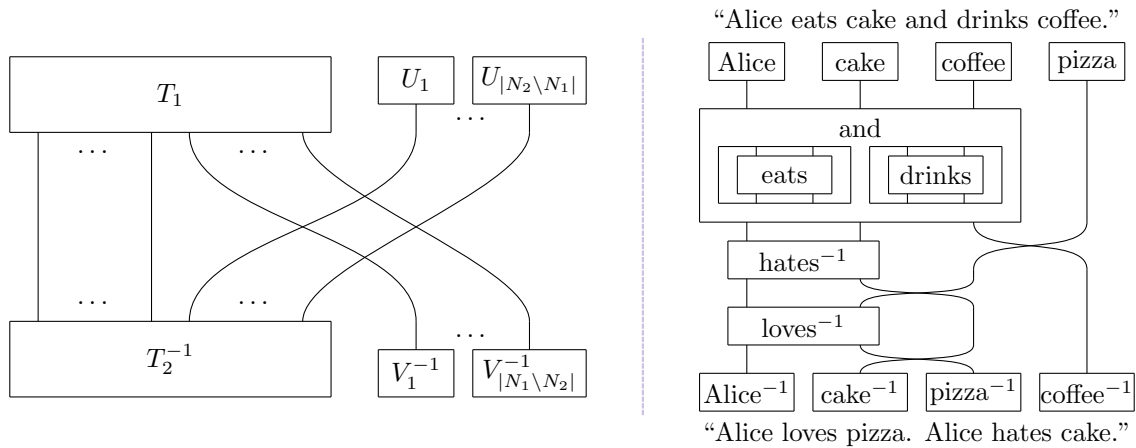 T₁
U₁
U_{|N₂\N₁|}
...
...
...
...
...
...
T₂⁻¹
V₁⁻¹
V⁻¹_{|N₁\N₂|}
“Alice eats cake and drinks coffee.”
Alice cake coffee pizza
and
eats drinks
hates⁻¹
loves⁻¹
Alice⁻¹ cake⁻¹ pizza⁻¹ coffee⁻¹
“Alice loves pizza. Alice hates cake.”